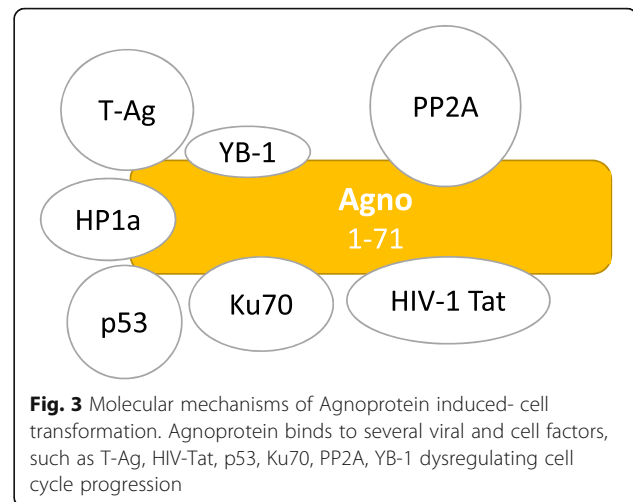 T-Ag
PP2A
YB-1
Agno
1-71
HP1a
Ku70
HIV-1 Tat
p53
Fig. 3 Molecular mechanisms of Agnoprotein induced- cell
transformation. Agnoprotein binds to several viral and cell factors,
such as T-Ag, HIV-Tat, p53, Ku70, PP2A, YB-1 dysregulating cell
cycle progression